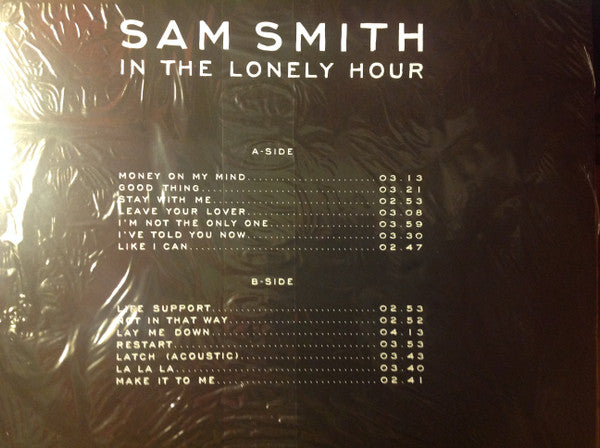 SAM SMITH
IN THE LONELY HOUR
A-SIDE
MONEY ON MY MIND..............................03.13
GOOD THING..............................03.21
STAY WITH ME..............................02.53
LEAVE YOUR LOVER..............................03.08
I'M NOT THE ONLY ONE..............................03.59
I'VE TOLD YOU NOW..............................03.30
LIKE I CAN..............................02.47
B-SIDE
LIFE SUPPORT..............................02.53
NOT IN THAT WAY..............................02.52
LAY ME DOWN..............................04.13
RESTART..............................03.53
LATCH (ACOUSTIC)..............................03.43
LA LA LA..............................03.40
MAKE IT TO ME..............................02.41